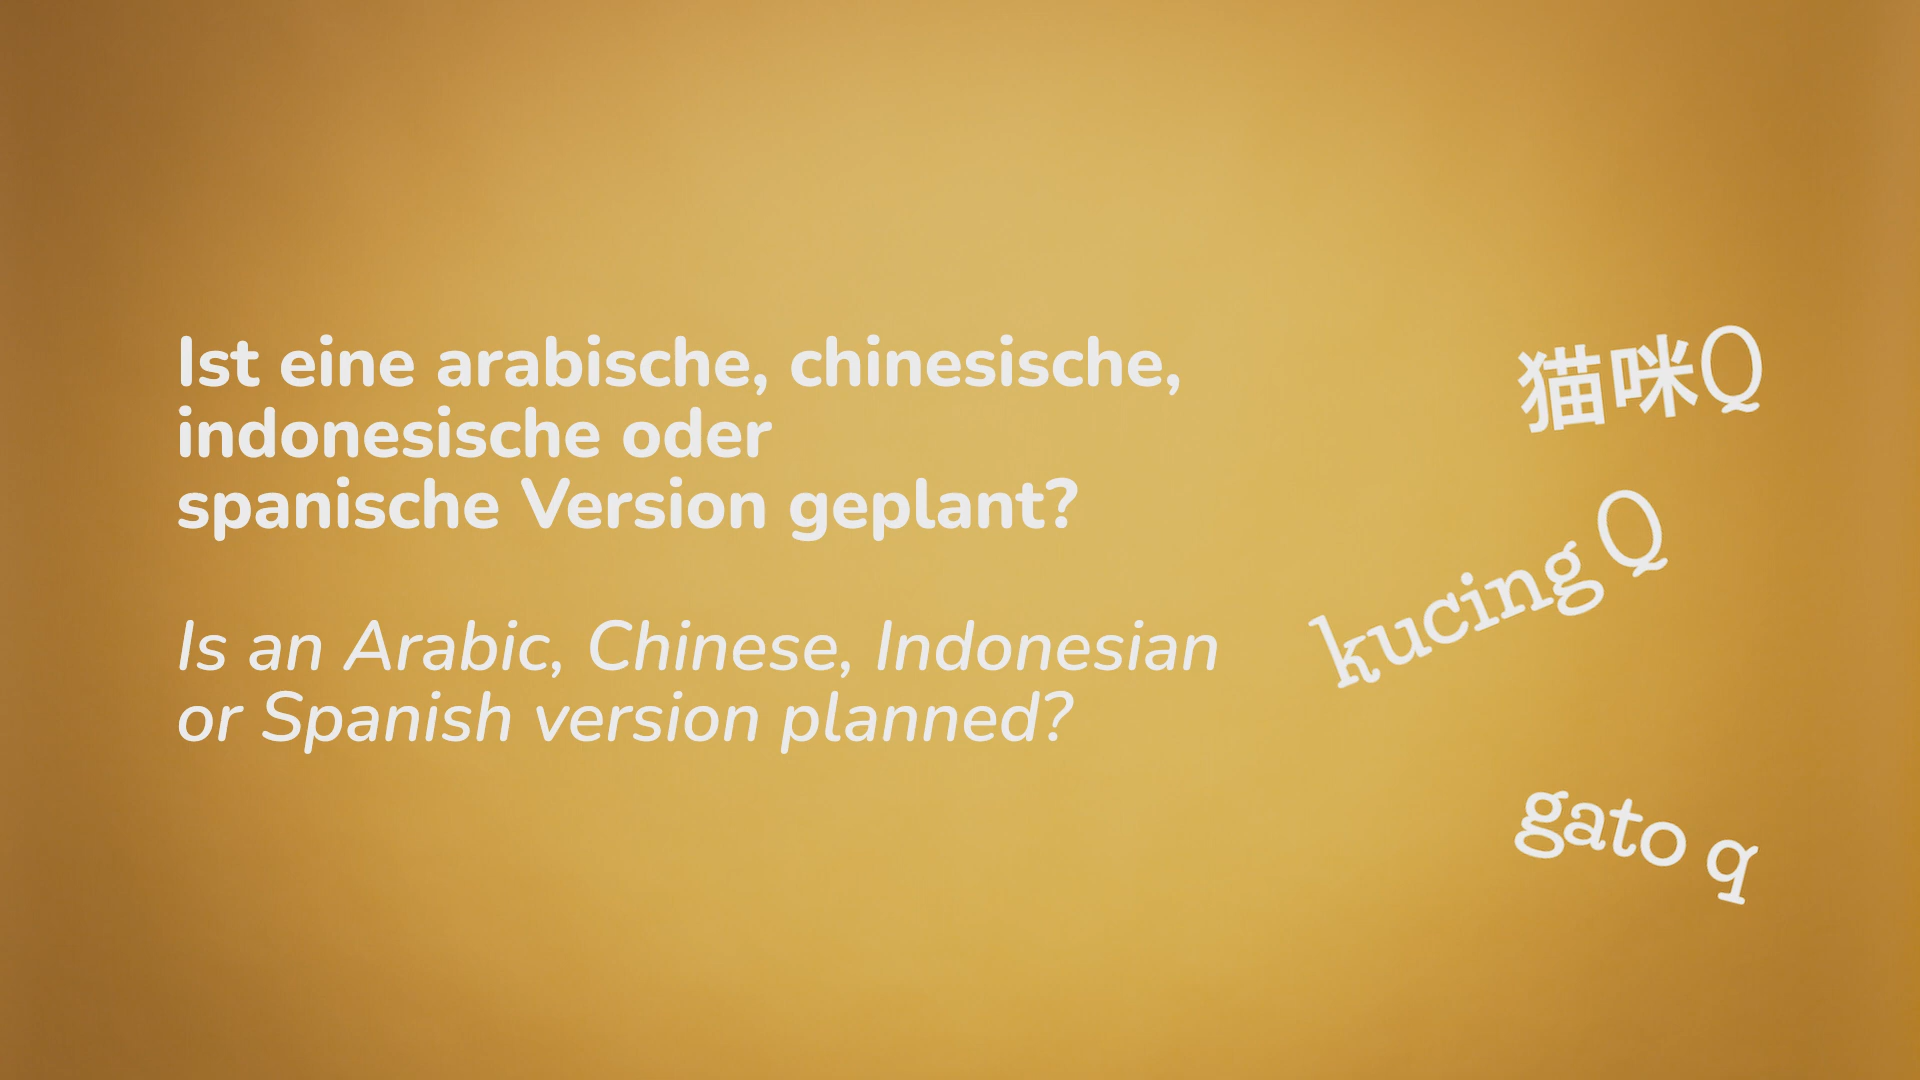 Ist eine arabische, chinesische,
indonesische oder
spanische Version geplant?
Is an Arabic, Chinese, Indonesian
or Spanish version planned?
猫咪Q
kucing Q
gato q